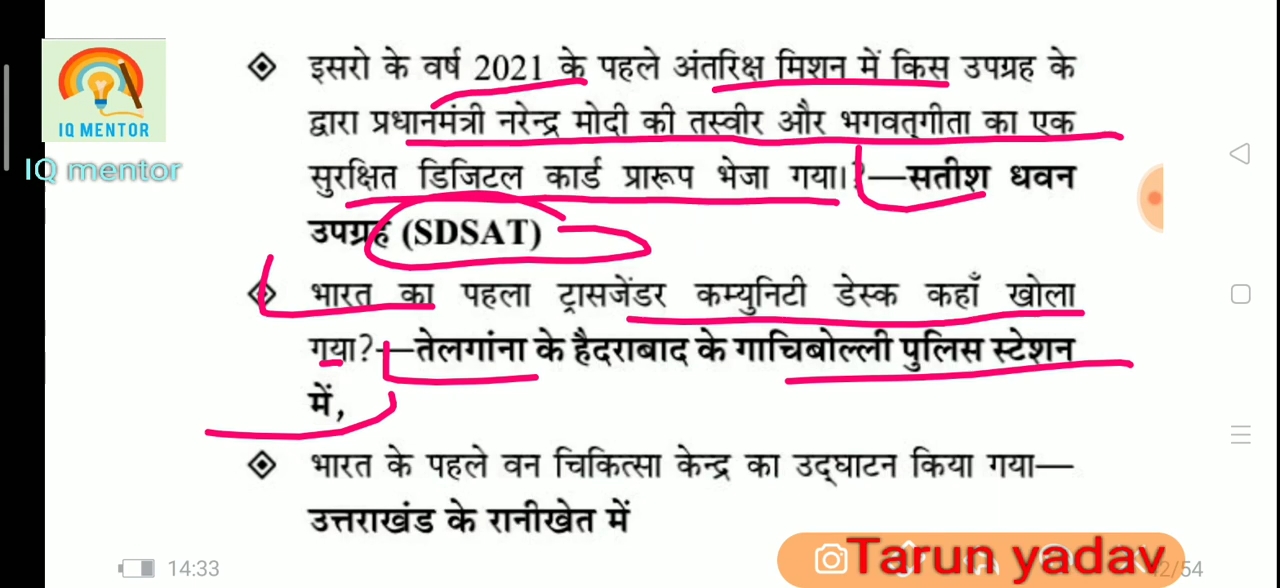 इसरो के वर्ष 2021 के पहले अंतरिक्ष मिशन में किस उपग्रह के
द्वारा प्रधानमंत्री नरेन्द्र मोदी की तस्वीर और भगवत्गीता का एक
सुरक्षित डिजिटल कार्ड प्रारूप भेजा गया।?—सतीश धवन
उपग्रह (SDSAT)
भारत का पहला ट्रासजेंडर कम्युनिटी डेस्क कहाँ खोला
गया?—तेलगांना के हैदराबाद के गाचिबोल्ली पुलिस स्टेशन
में,
भारत के पहले वन चिकित्सा केन्द्र का उद्घाटन किया गया—
उत्तराखंड के रानीखेत में
IQ MENTOR
IQ mentor
14:33
Tarun yadav
/54